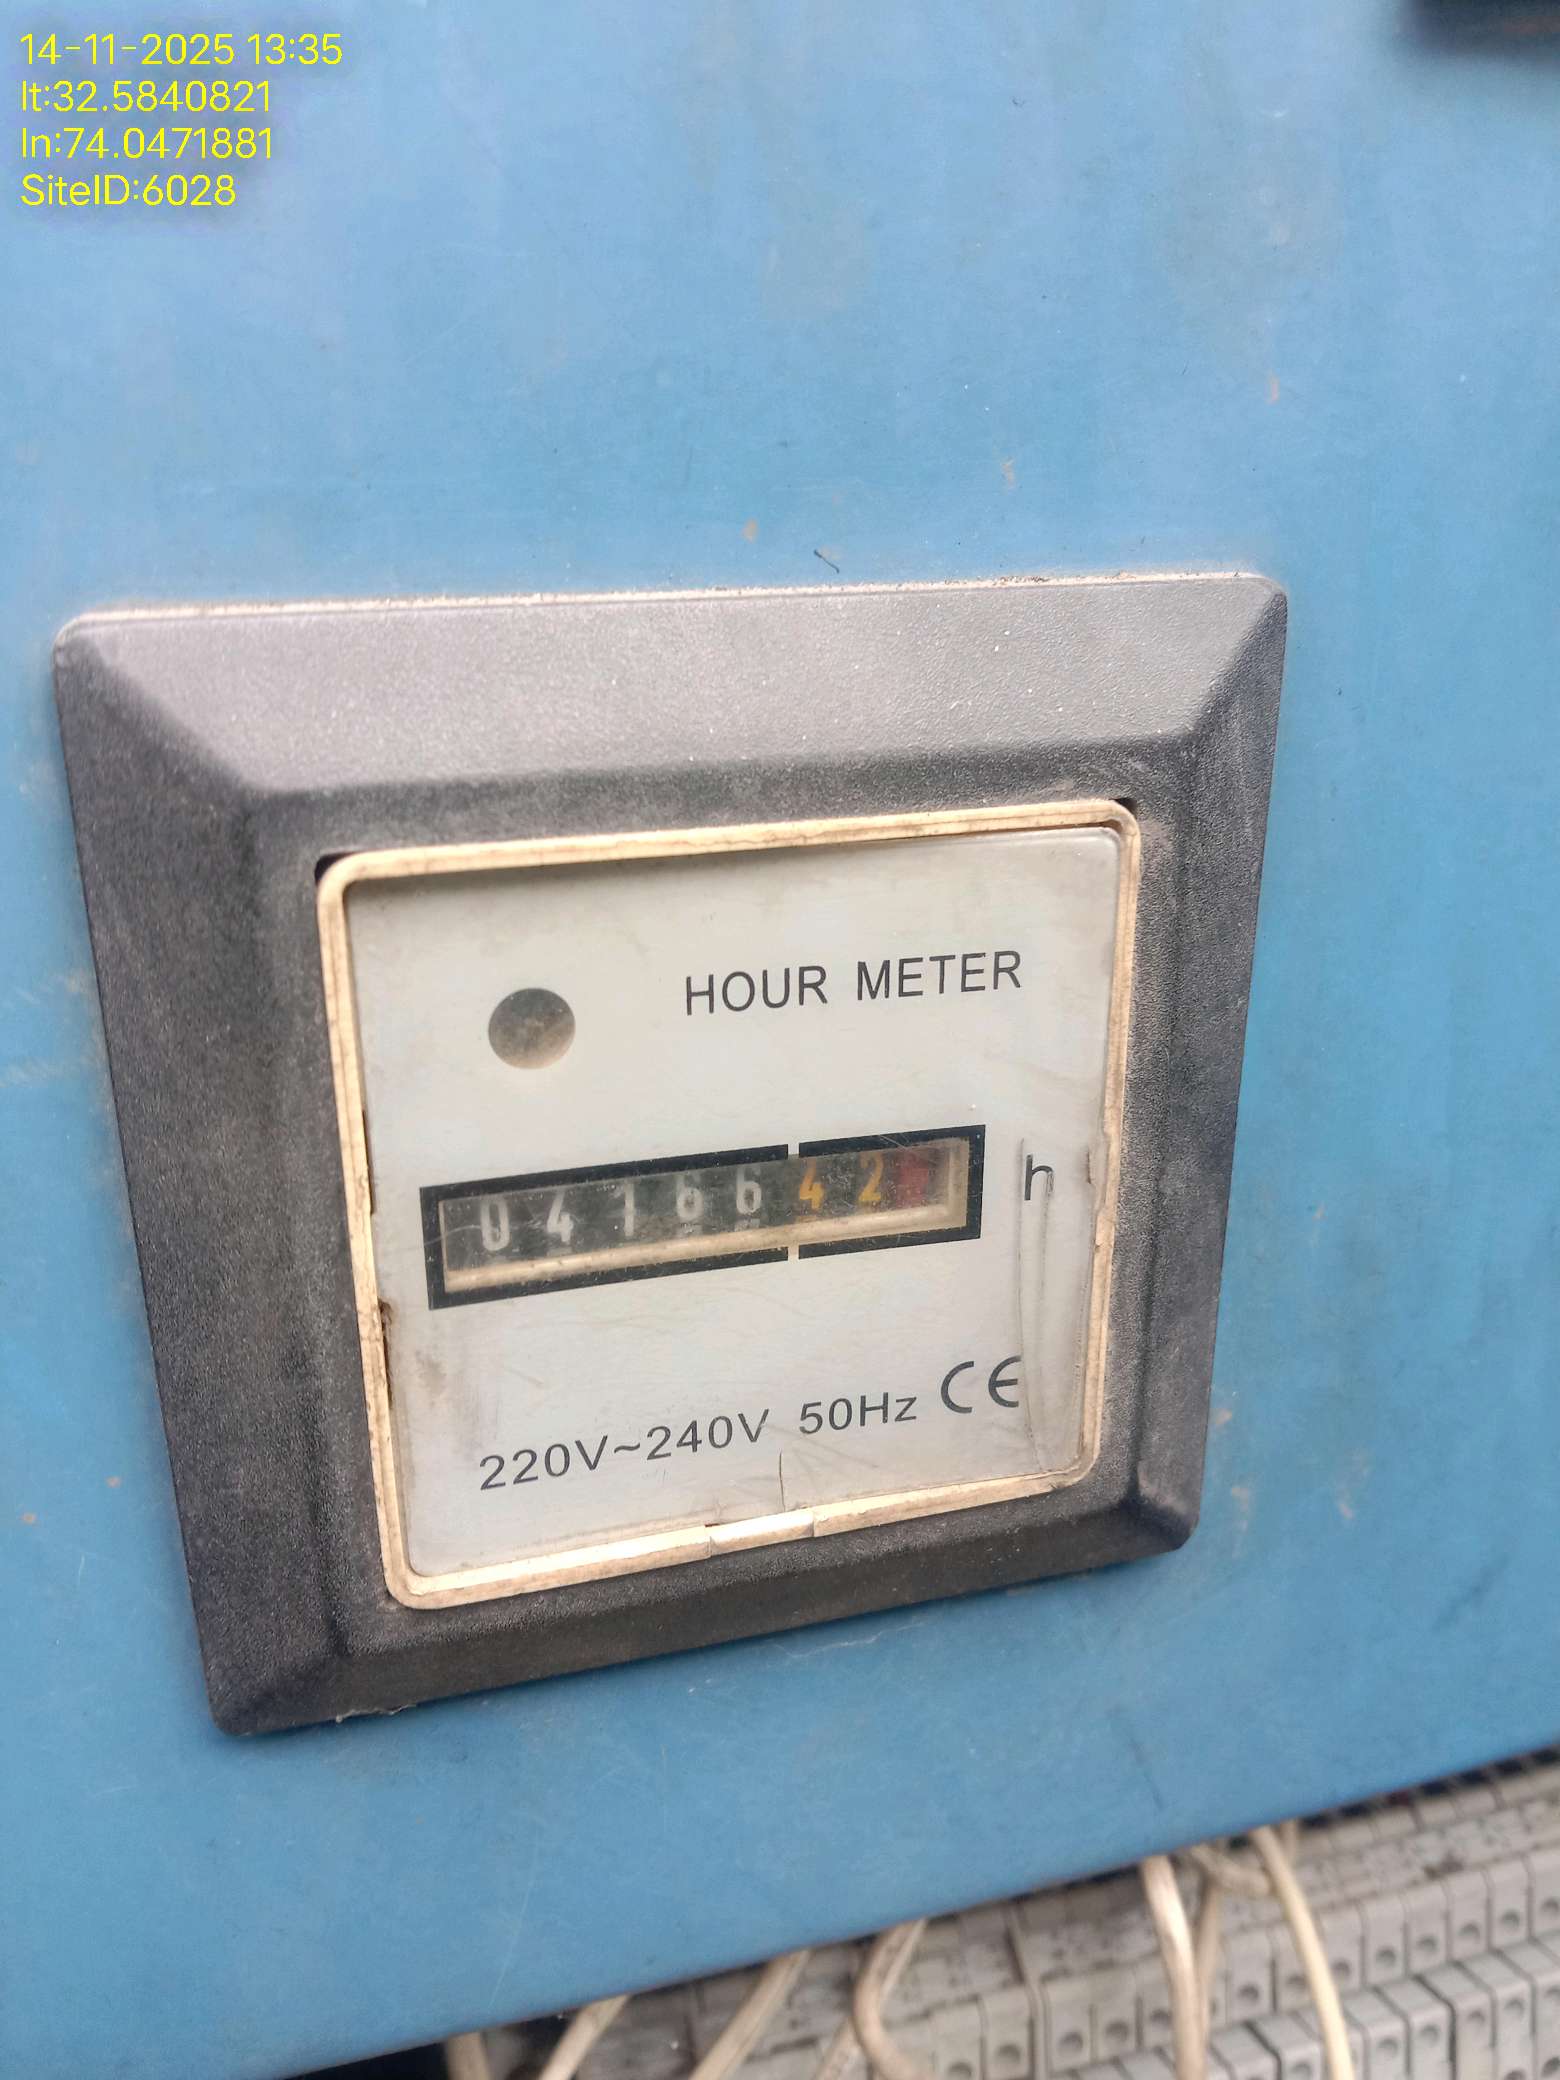 14-11-2025 13:35
lt:32.5840821
ln:74.0471881
SiteID:6028
HOUR METER
0416642 h
220V~240V 50Hz CE